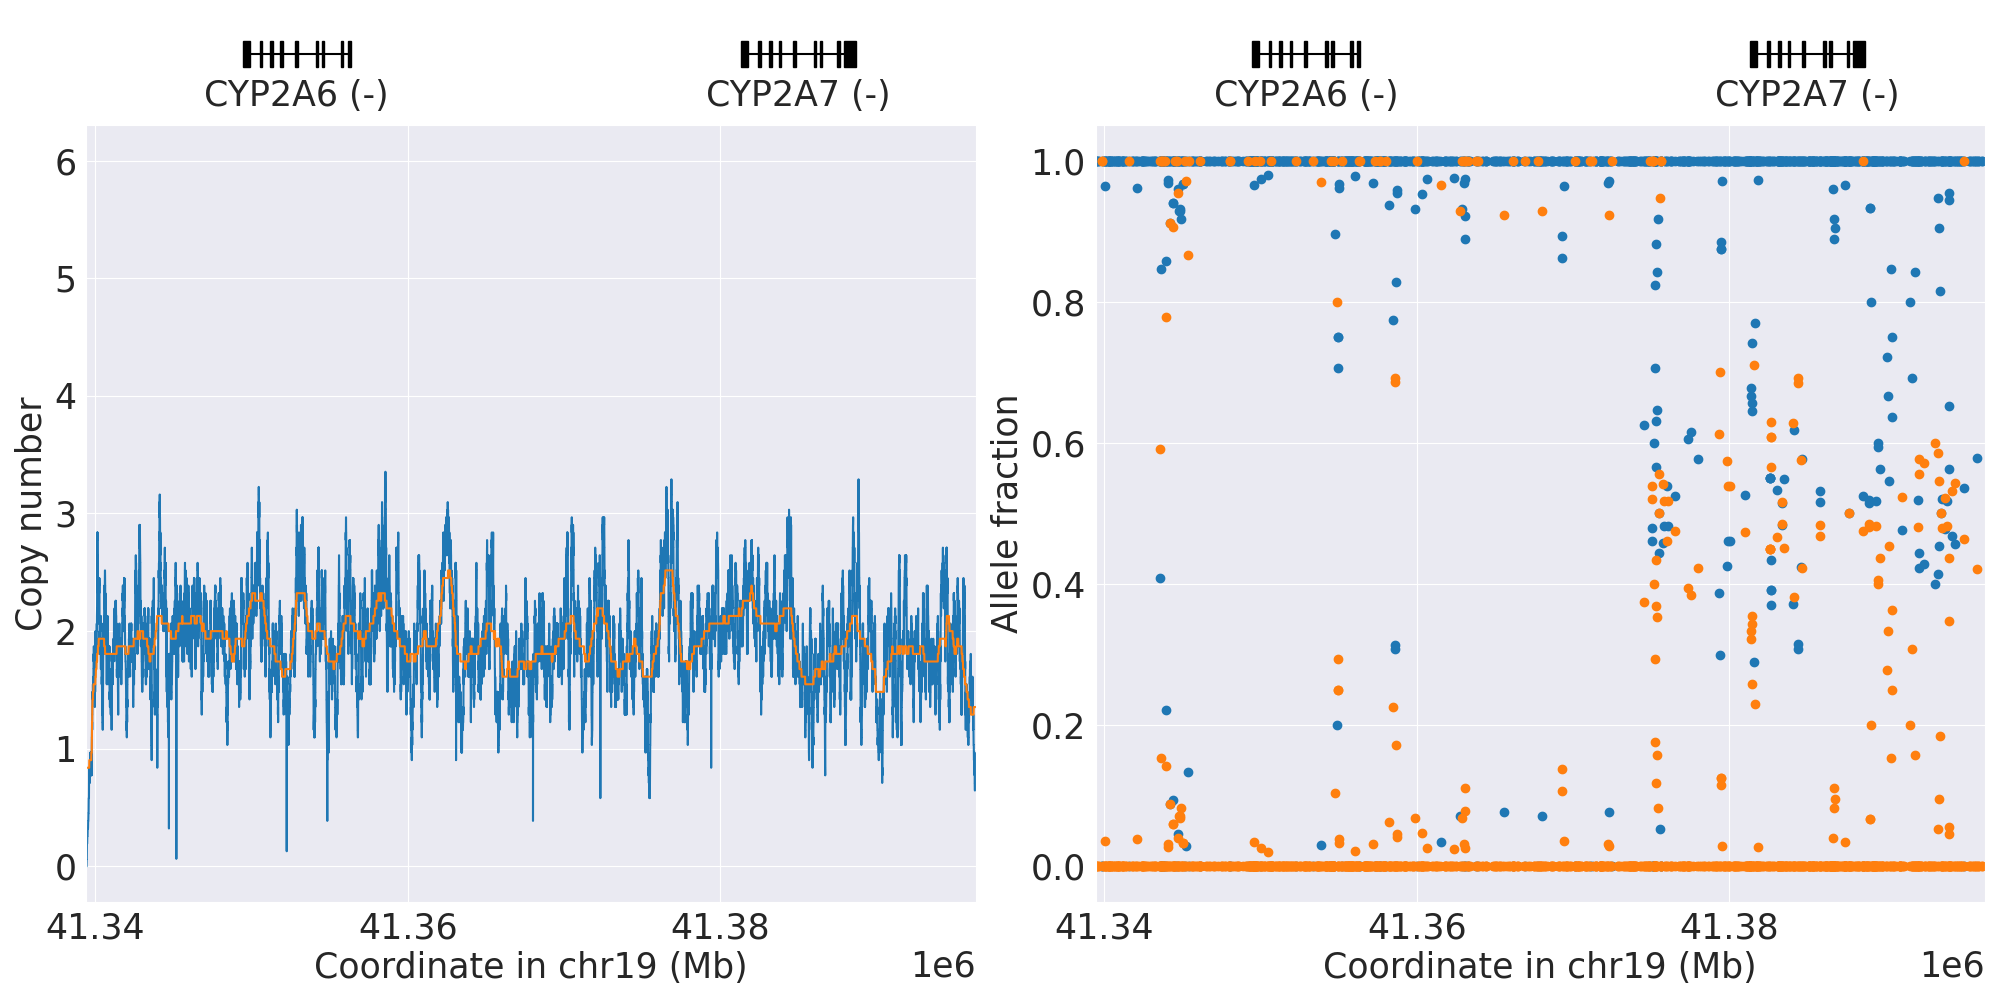 CYP2A6 (-)
CYP2A7 (-)
6
5
4
3
2
1
0
Copy number
41.34
41.36
41.38
Coordinate in chr19 (Mb)
1e6
CYP2A6 (-)
CYP2A7 (-)
1.0
0.8
0.6
0.4
0.2
0.0
Allele fraction
41.34
41.36
41.38
Coordinate in chr19 (Mb)
1e6